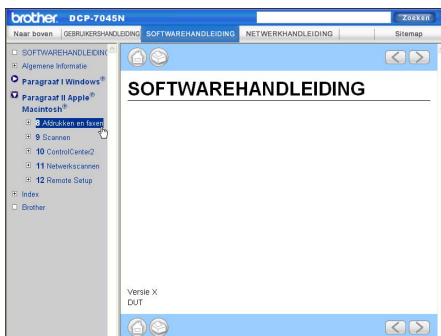 brother DCP-7045N Zoeken
Naar boven GEBRUIKERSHANDLEIDING SOFTWAREHANDLEIDING NETWERKHANDLEIDING Sitemap
SOFTWAREHANDLEIDING
Algemene Informatie
Paragraaf I Windows®
Paragraaf II Apple
Macintosh®
8 Afdrukken en faxen
9 Scannen
10 ControlCenter2
11 Netwerkscannen
12 Remote Setup
Index
Brother
SOFTWAREHANDLEIDING
Versie X
DUT